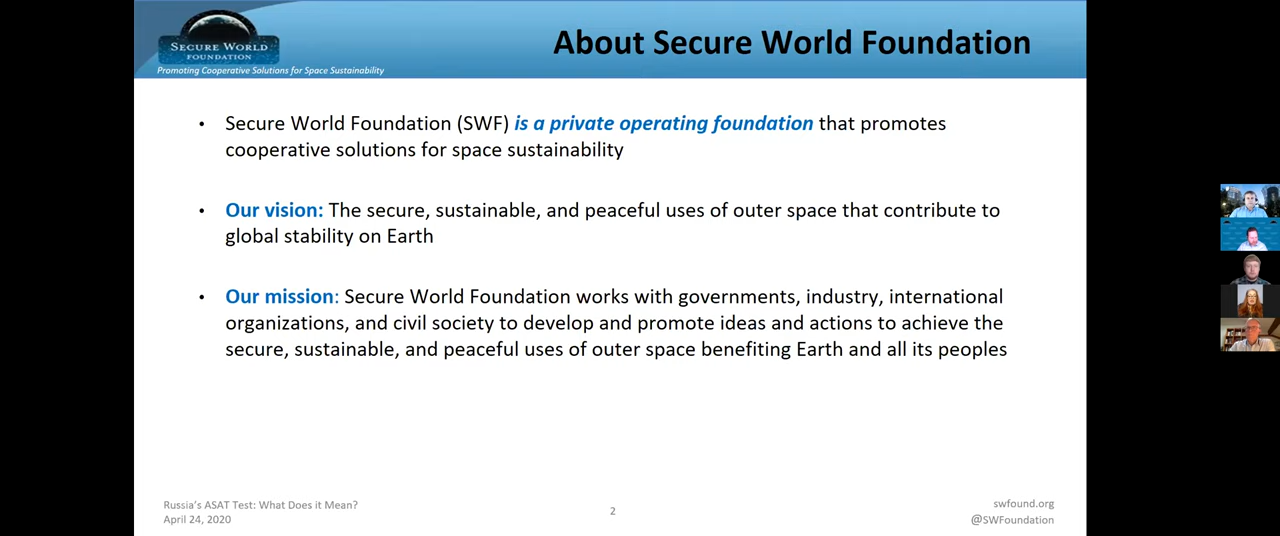 SECURE WORLD
FOUNDATION
Promoting Cooperative Solutions for Space Sustainability
About Secure World Foundation
• Secure World Foundation (SWF) is a private operating foundation that promotes
cooperative solutions for space sustainability
• Our vision: The secure, sustainable, and peaceful uses of outer space that contribute to
global stability on Earth
• Our mission: Secure World Foundation works with governments, industry, international
organizations, and civil society to develop and promote ideas and actions to achieve the
secure, sustainable, and peaceful uses of outer space benefiting Earth and all its peoples
Russia's ASAT Test: What Does it Mean?
April 24, 2020
2
swfound.org
@SWFoundation